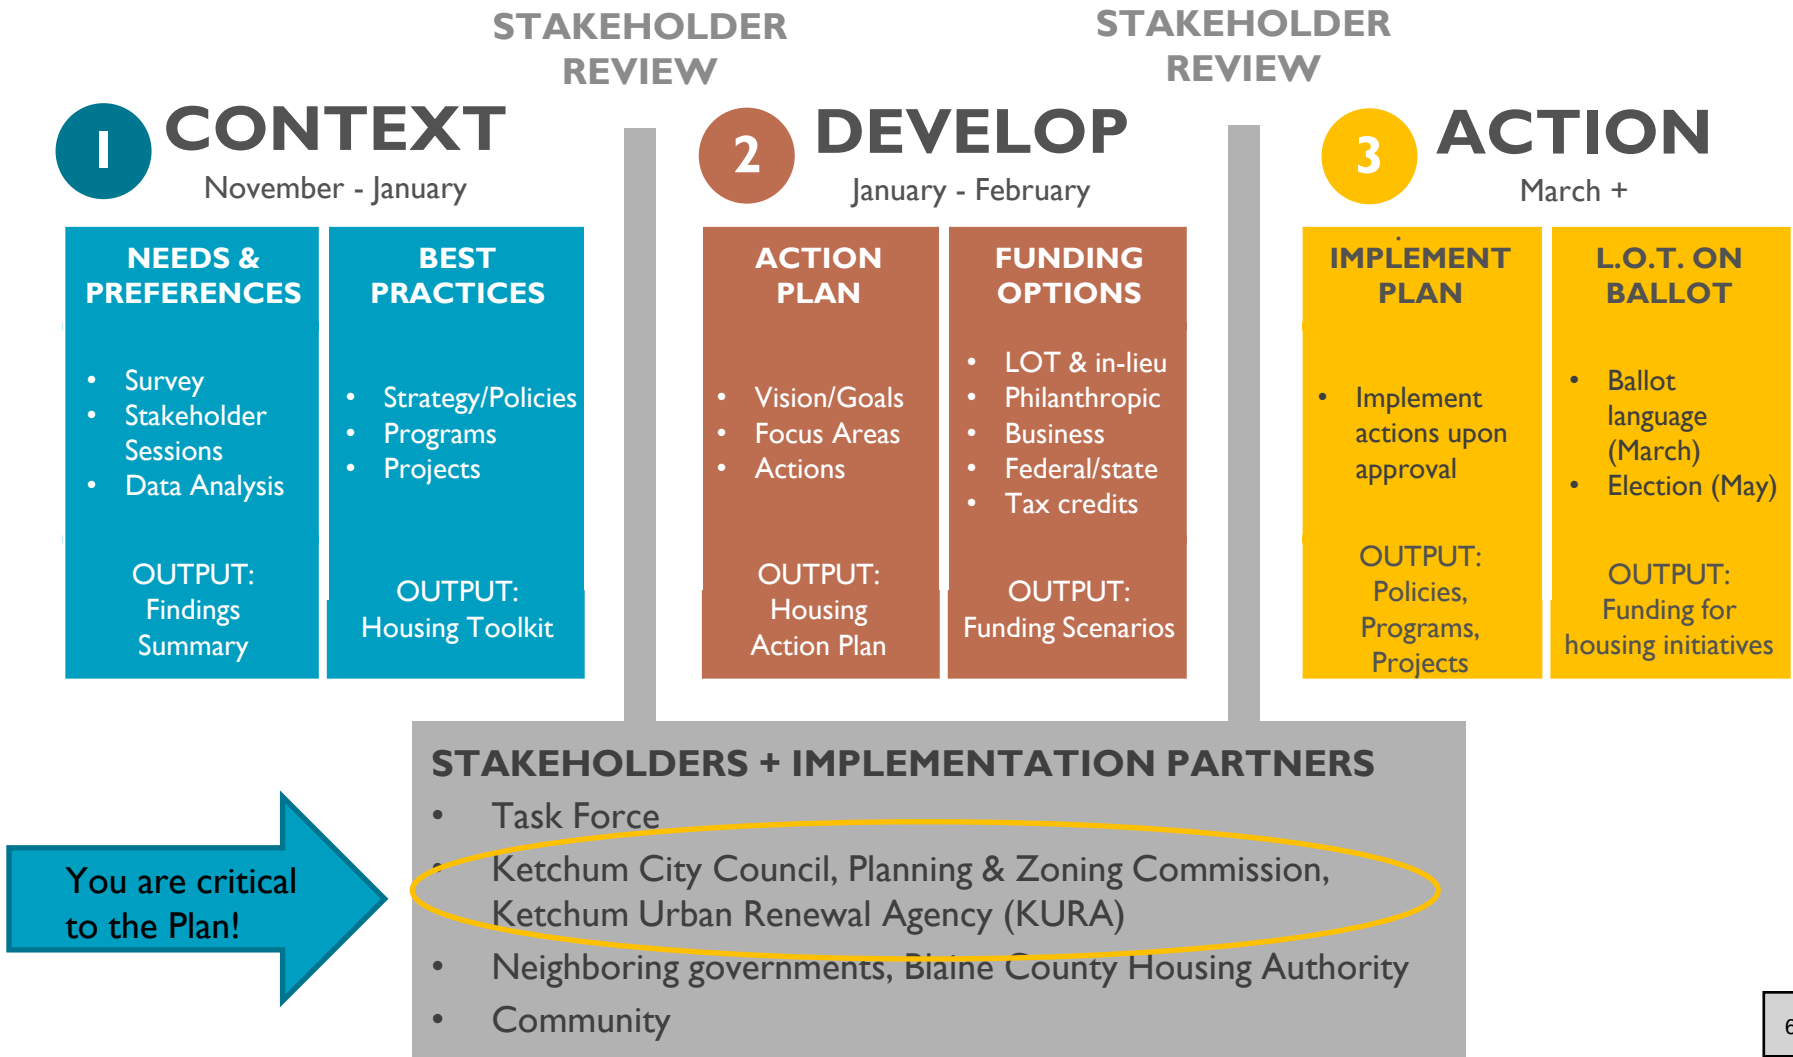 STAKEHOLDER
REVIEW
STAKEHOLDER
REVIEW
1 CONTEXT
November - January
NEEDS &
PREFERENCES
• Survey
• Stakeholder
Sessions
• Data Analysis
OUTPUT:
Findings
Summary
BEST
PRACTICES
• Strategy/Policies
• Programs
• Projects
OUTPUT:
Housing Toolkit
2 DEVELOP
January - February
ACTION
PLAN
• Vision/Goals
• Focus Areas
• Actions
OUTPUT:
Housing
Action Plan
FUNDING
OPTIONS
• LOT & in-lieu
• Philanthropic
• Business
• Federal/state
• Tax credits
OUTPUT:
Funding Scenarios
3 ACTION
March +
IMPLEMENT
PLAN
• Implement
actions upon
approval
OUTPUT:
Policies,
Programs,
Projects
L.O.T. ON
BALLOT
• Ballot
language
(March)
• Election (May)
OUTPUT:
Funding for
housing initiatives
You are critical
to the Plan!
STAKEHOLDERS + IMPLEMENTATION PARTNERS
• Task Force
• Ketchum City Council, Planning & Zoning Commission,
Ketchum Urban Renewal Agency (KURA)
• Neighboring governments, Blaine County Housing Authority
• Community